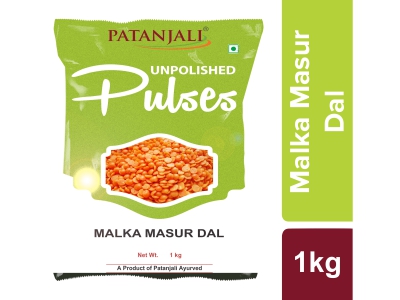 PATANJALI®
UNPOLISHED
Pulses
MALKA MASUR DAL
Net Wt. 1 kg
A Product of Patanjali Ayurved
Malka Masur
Dal
1kg